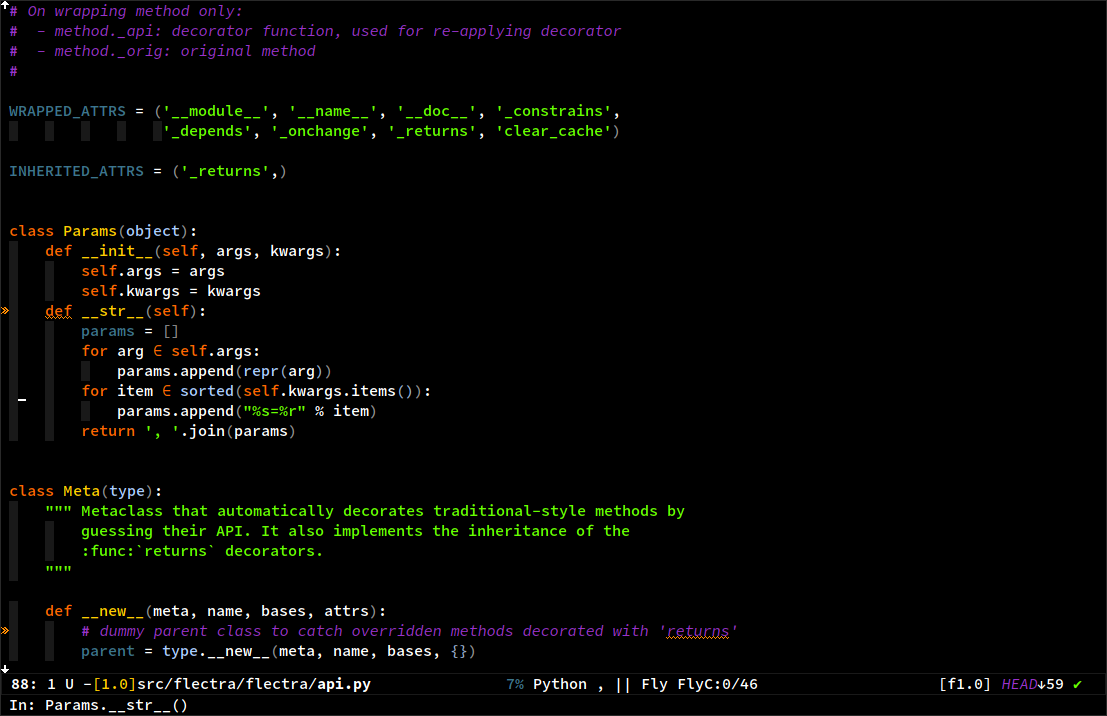 # On wrapping method only:
#  - method._api: decorator function, used for re-applying decorator
#  - method._orig: original method
#
WRAPPED_ATTRS = ('__module__', '__name__', '__doc__', '_constrains',
                 '_depends', '_onchange', '_returns', 'clear_cache')
INHERITED_ATTRS = ('_returns',)
class Params(object):
    def __init__(self, args, kwargs):
        self.args = args
        self.kwargs = kwargs
»   def __str__(self):
        params = []
        for arg ∈ self.args:
            params.append(repr(arg))
        for item ∈ sorted(self.kwargs.items()):
            params.append("%s=%r" % item)
        return ', '.join(params)
class Meta(type):
    """ Metaclass that automatically decorates traditional-style methods by
        guessing their API. It also implements the inheritance of the
        :func:`returns` decorators.
    """
    def __new__(meta, name, bases, attrs):
»       # dummy parent class to catch overridden methods decorated with 'returns'
        parent = type.__new__(meta, name, bases, {})
88: 1 U -[1.0]src/flectra/flectra/api.py 7% Python , || Fly FlyC:0/46 [f1.0] HEAD↓59 ✔
In: Params.__str__()